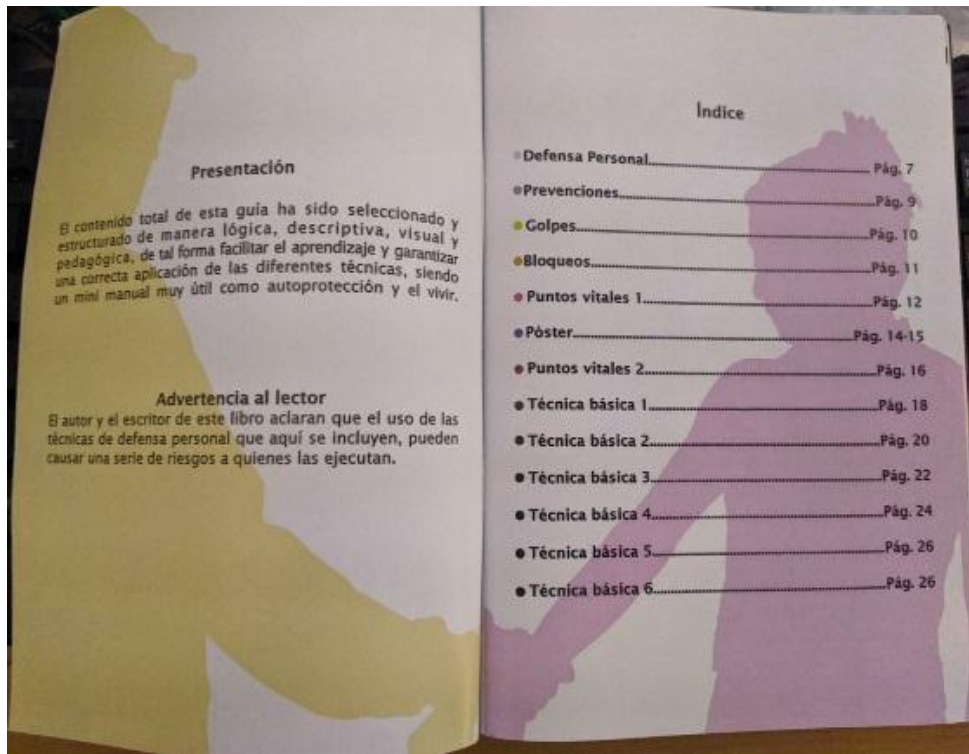 Presentación
El contenido total de esta guía ha sido seleccionado y
estructurado de manera lógica, descriptiva, visual y
pedagógica, de tal forma facilitar el aprendizaje y garantizar
una correcta aplicación de las diferentes técnicas, siendo
un mini manual muy útil como autoprotección y el vivir.
Advertencia al lector
El autor y el escritor de este libro aclaran que el uso de las
técnicas de defensa personal que aquí se incluyen, pueden
causar una serie de riesgos a quienes las ejecutan.
Índice
Defensa Personal Pág. 7
Prevenciones Pág. 9
Golpes Pág. 10
Bloqueos Pág. 11
Puntos vitales 1 Pág. 12
Pòster Pág. 14-15
Puntos vitales 2 Pág. 16
Técnica básica 1 Pág. 18
Técnica básica 2 Pág. 20
Técnica básica 3 Pág. 22
Técnica básica 4 Pág. 24
Técnica básica 5 Pág. 26
Técnica básica 6 Pág. 26